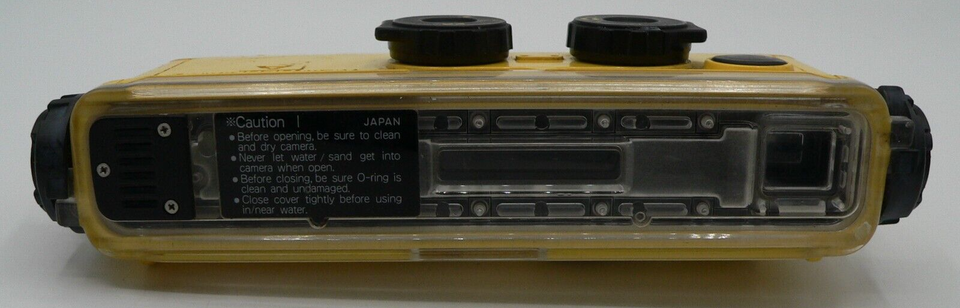 ※Caution ! JAPAN
● Before opening, be sure to clean
and dry camera.
● Never let water / sand get into
camera when open.
● Before closing, be sure O-ring is
clean and undamaged.
● Close cover tightly before using
in/near water.